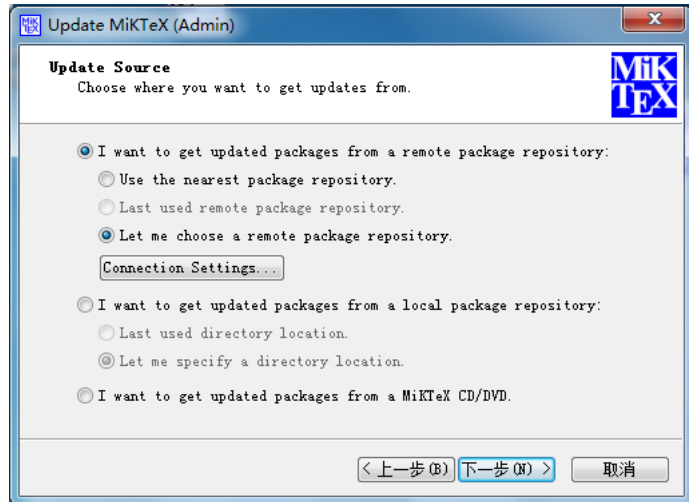 MiK TEX Update MiKTeX (Admin)
Update Source
Choose where you want to get updates from.
MiK
TEX
I want to get updated packages from a remote package repository:
Use the nearest package repository.
Last used remote package repository.
Let me choose a remote package repository.
Connection Settings...
I want to get updated packages from a local package repository:
Last used directory location.
Let me specify a directory location.
I want to get updated packages from a MiKTeX CD/DVD.
< 上一步(B) 下一步(N) > 取消